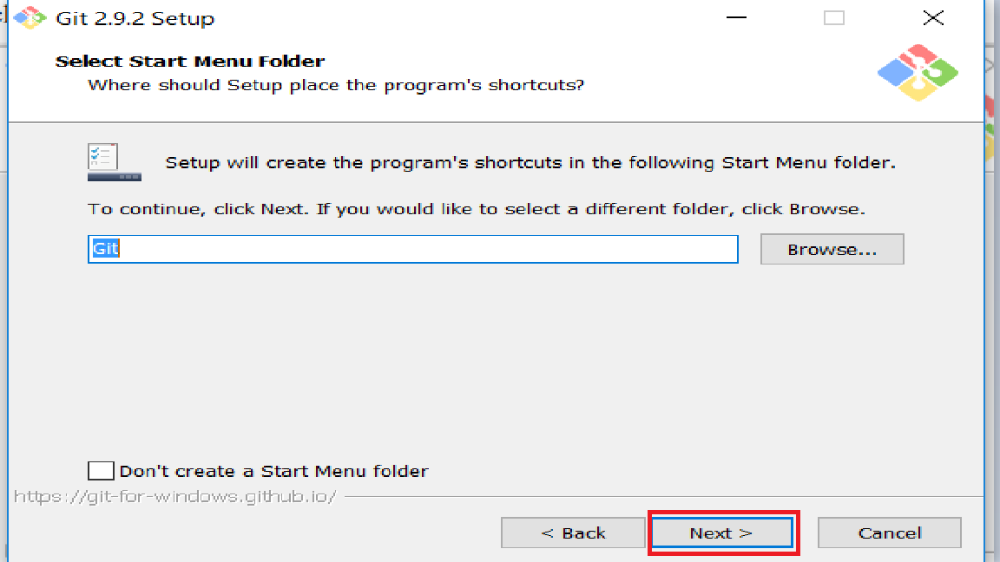 Git 2.9.2 Setup
Select Start Menu Folder
Where should Setup place the program's shortcuts?
Setup will create the program's shortcuts in the following Start Menu folder.
To continue, click Next. If you would like to select a different folder, click Browse.
Git
Browse...
Don't create a Start Menu folder
https://git-for-windows.github.io/
< Back
Next >
Cancel